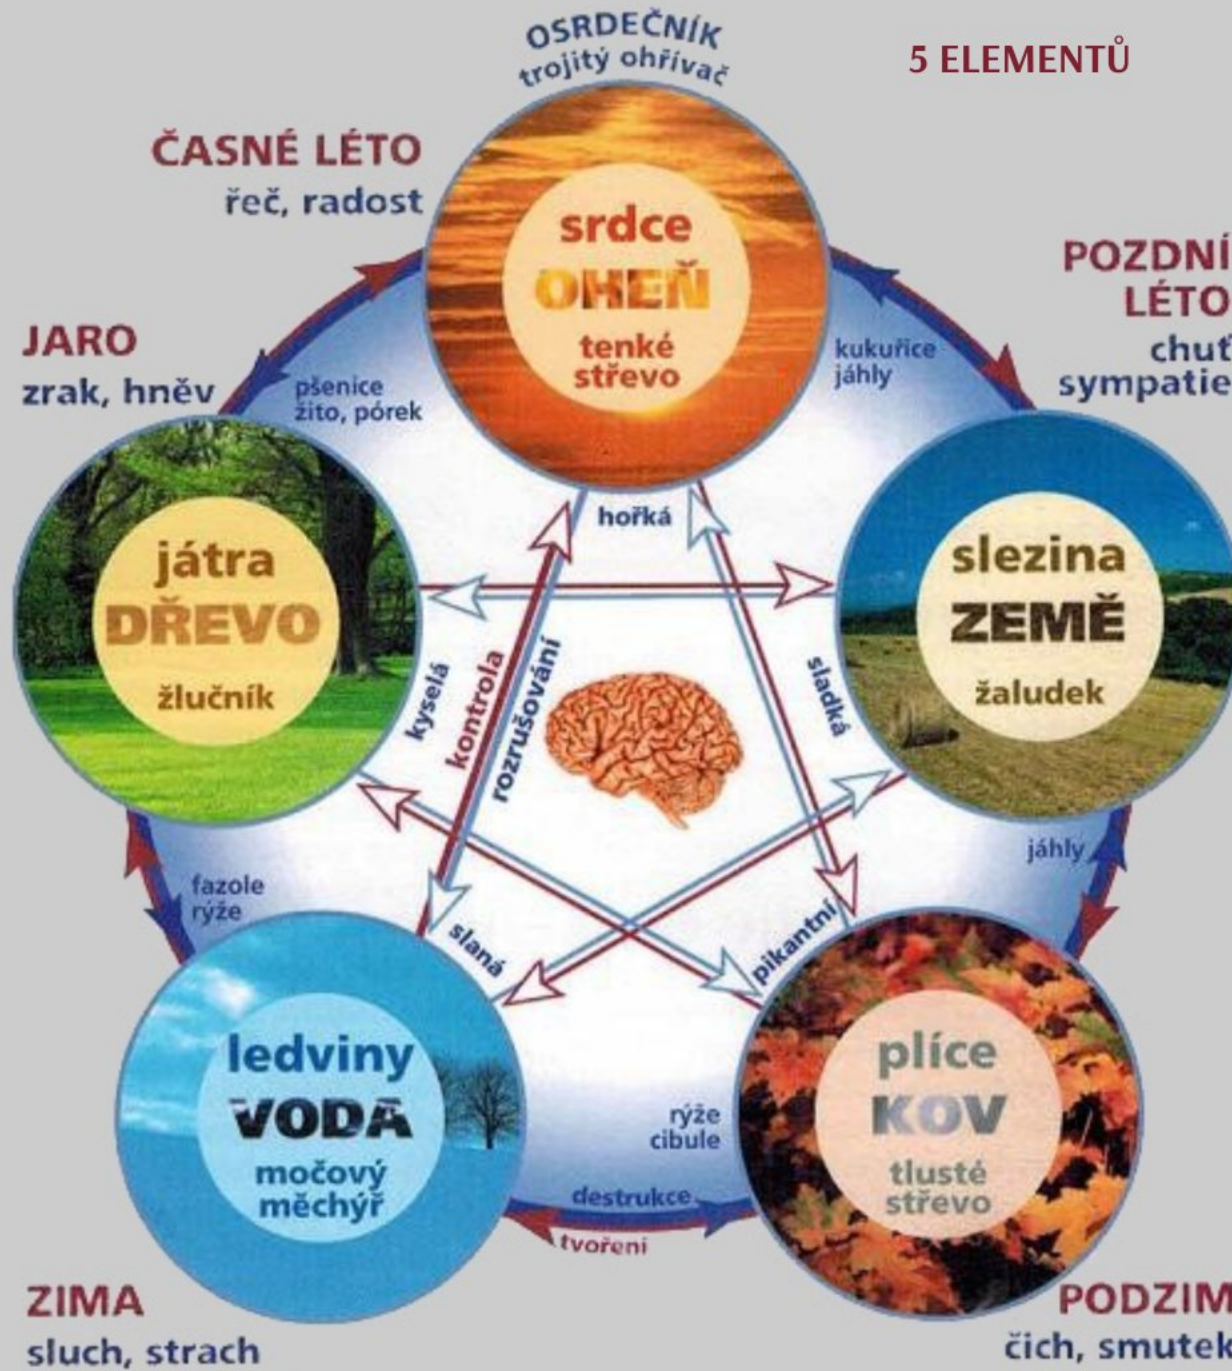 OSRDEČNÍK
trojitý ohřívač
5 ELEMENTŮ
ČASNÉ LÉTO
řeč, radost
srdce
OHEŇ
tenké
střevo
POZDNÍ
LÉTO
chuť
sympatie
JARO
zrak, hněv
pšenice
žito, pórek
kukuřice
jáhly
hořká
játra
DŘEVO
žlučník
slezina
ZEMĚ
žaludek
kyselá
kontrola
rozrušování
sladká
fazole
rýže
jáhly
slaná
pikantní
ledviny
VODA
močový
měchýř
rýže
cibule
plíce
KOV
tlusté
střevo
destrukce
tvoření
ZIMA
sluch, strach
PODZIM
čich, smutek